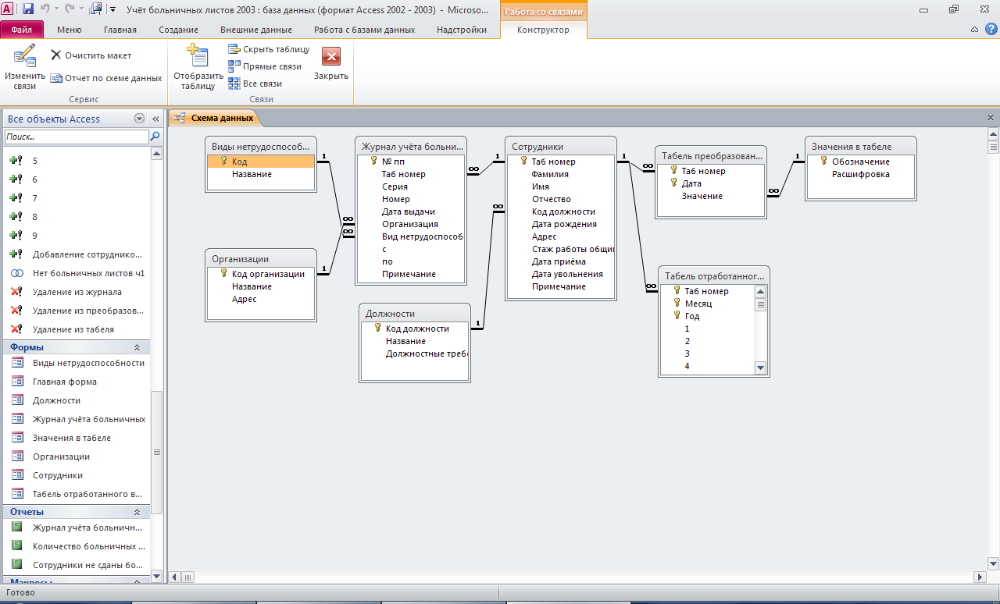 Учёт больничных листов 2003 : база данных (формат Access 2002 - 2003) - Microso...
Работа со связями
Файл
Меню
Главная
Создание
Внешние данные
Работа с базами данных
Надстройки
Конструктор
Изменить связи
Очистить макет
Отчет по схеме данных
Сервис
Отобразить таблицу
Скрыть таблицу
Прямые связи
Все связи
Закрыть
Связи
Все объекты Access
Поиск...
5
6
7
8
9
Добавление сотруднико...
Нет больничных листов ч1
Удаление из журнала
Удаление из преобразов...
Удаление из табеля
Формы
Виды нетрудоспособности
Главная форма
Должности
Журнал учёта больничных
Значения в табеле
Организации
Сотрудники
Табель отработанного в...
Отчеты
Журнал учёта больничн...
Количество больничных ...
Сотрудники не сданы бо...
Макросы
Схема данных
Виды нетрудоспособ...
Код
Название
1
Организации
Код организации
Название
Адрес
1
Журнал учёта больни...
№ пп
Таб номер
Серия
Номер
Дата выдачи
Организация
Вид нетрудоспособ
с
по
Примечание
∞
∞
∞
Должности
Код должности
Название
Должностные требо
1
Сотрудники
Таб номер
Фамилия
Имя
Отчество
Код должности
Дата рождения
Адрес
Стаж работы общи
Дата приёма
Дата увольнения
Примечание
1
∞
1
Табель преобразован...
Таб номер
Дата
Значение
∞
∞
Значения в табеле
Обозначение
Расшифровка
1
Табель отработанног...
Таб номер
Месяц
Год
1
2
3
4
∞
Готово